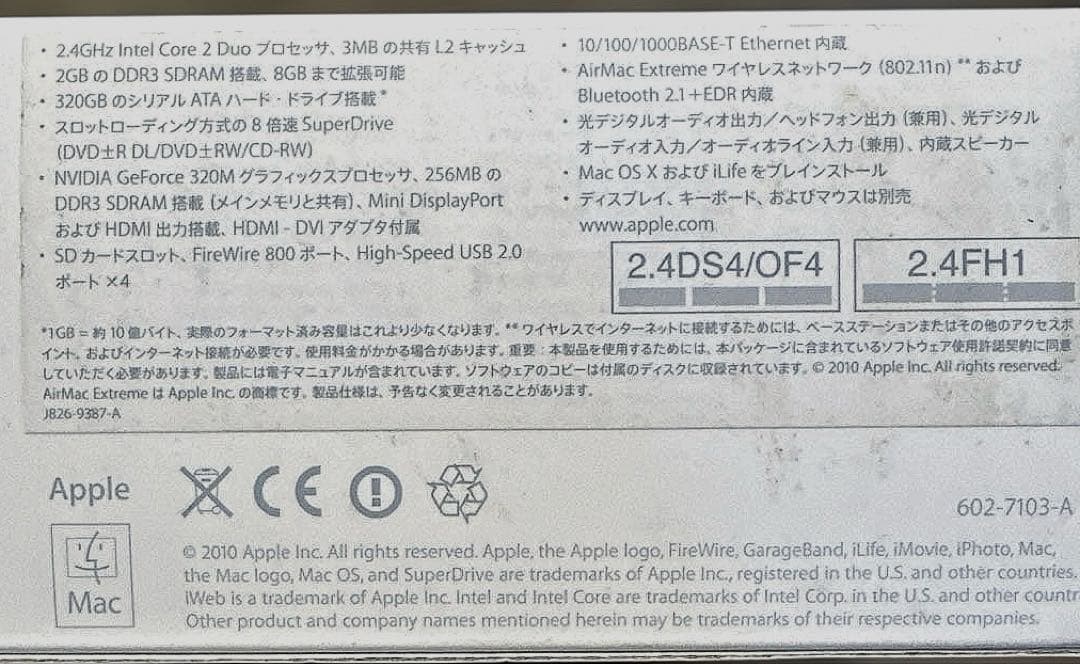 ・2.4GHz Intel Core 2 Duo プロセッサ、3MB の共有 L2 キャッシュ
・2GB の DDR3 SDRAM 搭載、8GB まで拡張可能
・320GB のシリアル ATA ハード・ドライブ搭載*
・スロットローディング方式の 8 倍速 SuperDrive
(DVD±R DL/DVD±RW/CD-RW)
・NVIDIA GeForce 320M グラフィックスプロセッサ、256MB の
DDR3 SDRAM 搭載（メインメモリと共有）、Mini DisplayPort
および HDMI 出力搭載、HDMI - DVI アダプタ付属
・SD カードスロット、FireWire 800 ポート、High-Speed USB 2.0
ポート ×4
・10/100/1000BASE-T Ethernet 内蔵
・AirMac Extreme ワイヤレスネットワーク (802.11n) ** および
Bluetooth 2.1+EDR 内蔵
・光デジタルオーディオ出力／ヘッドフォン出力（兼用）、光デジタル
オーディオ入力／オーディオライン入力（兼用）、内蔵スピーカー
・Mac OS X および iLife をプレインストール
・ディスプレイ、キーボード、およびマウスは別売
www.apple.com
2.4DS4/OF4
2.4FH1
*1GB = 約 10 億バイト、実際のフォーマット済み容量はこれより少なくなります。** ワイヤレスでインターネットに接続するためには、ベースステーションまたはその他のアクセスポ
イント、およびインターネット接続が必要です。使用料金がかかる場合があります。重要：本製品を使用するためには、本パッケージに含まれているソフトウェア使用許諾契約に同意
していただく必要があります。製品には電子マニュアルが含まれています。ソフトウェアのコピーは付属のディスクに収録されています。© 2010 Apple Inc. All rights reserved.
AirMac Extreme は Apple Inc. の商標です。製品仕様は、予告なく変更されることがあります。
J826-9387-A
Apple
CE
602-7103-A
Mac
© 2010 Apple Inc. All rights reserved. Apple, the Apple logo, FireWire, GarageBand, iLife, iMovie, iPhoto, Mac,
the Mac logo, Mac OS, and SuperDrive are trademarks of Apple Inc., registered in the U.S. and other countries.
iWeb is a trademark of Apple Inc. Intel and Intel Core are trademarks of Intel Corp. in the U.S. and other countr
Other product and company names mentioned herein may be trademarks of their respective companies.